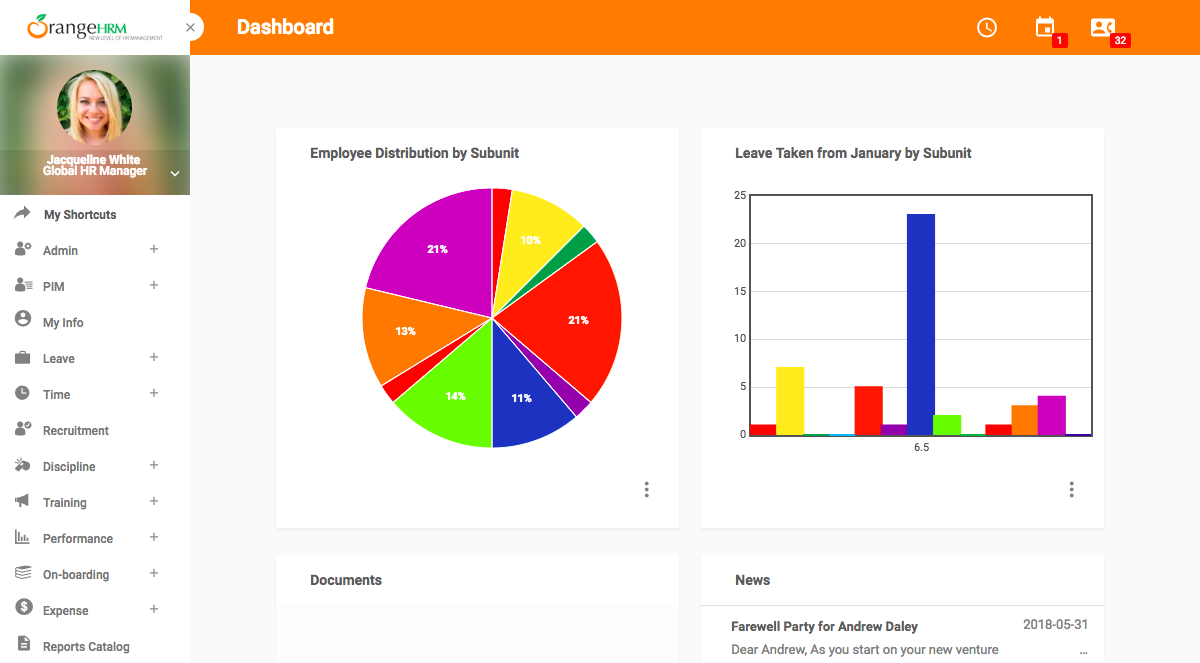 OrangeHRM
NEW LEVEL OF HR MANAGEMENT
Dashboard
1
32
Jacqueline White
Global HR Manager
My Shortcuts
Admin
PIM
My Info
Leave
Time
Recruitment
Discipline
Training
Performance
On-boarding
Expense
Reports Catalog
Employee Distribution by Subunit
10%
21%
21%
13%
14%
11%
Leave Taken from January by Subunit
25
20
15
10
5
0
6.5
Documents
News
Farewell Party for Andrew Daley
2018-05-31
Dear Andrew, As you start on your new venture
...